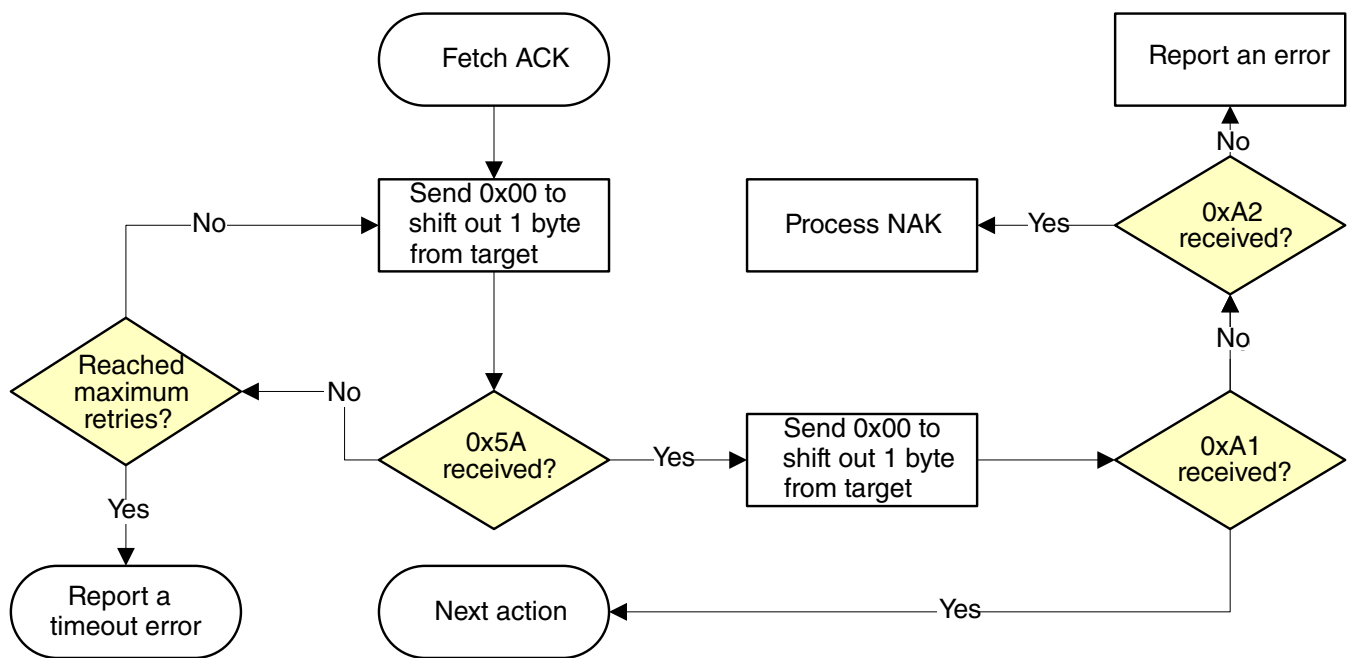 Fetch ACK
Report an error
No
Send 0x00 to
shift out 1 byte
from target
Process NAK
Yes
0xA2
received?
No
Reached
maximum
retries?
No
No
0x5A
received?
Yes
Send 0x00 to
shift out 1 byte
from target
0xA1
received?
Yes
Report a
timeout error
Next action
Yes